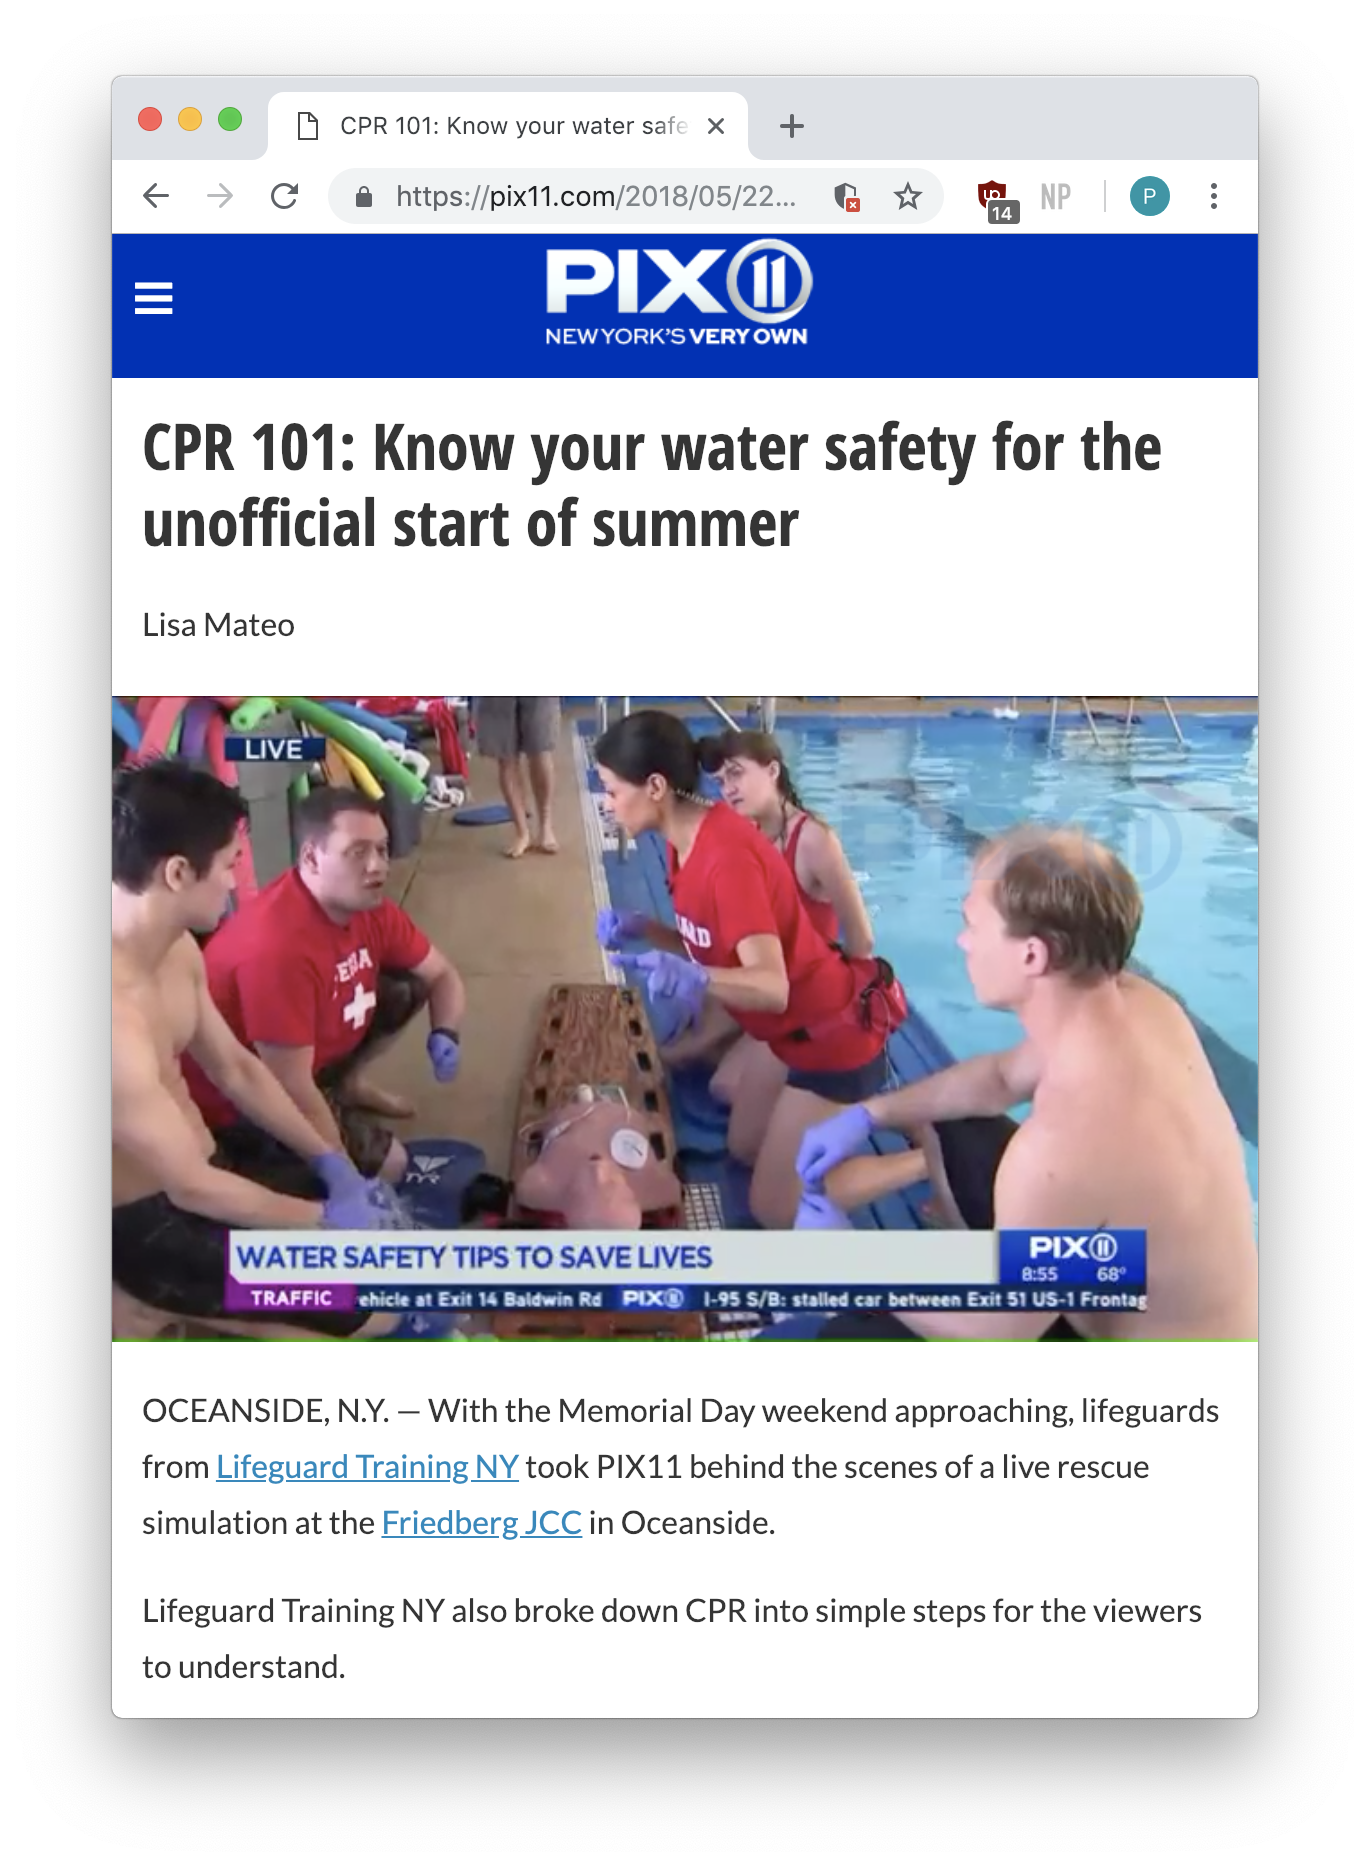 CPR 101: Know your water safe
https://pix11.com/2018/05/22...
14
NP
P
PIX11
NEW YORK'S VERY OWN
CPR 101: Know your water safety for the
unofficial start of summer
Lisa Mateo
LIVE
TYR
WATER SAFETY TIPS TO SAVE LIVES
PIX11
8:55 68°
TRAFFIC ehicle at Exit 14 Baldwin Rd PIX11 I-95 S/B: stalled car between Exit 51 US-1 Frontag
OCEANSIDE, N.Y. — With the Memorial Day weekend approaching, lifeguards
from Lifeguard Training NY took PIX11 behind the scenes of a live rescue
simulation at the Friedberg JCC in Oceanside.
Lifeguard Training NY also broke down CPR into simple steps for the viewers
to understand.